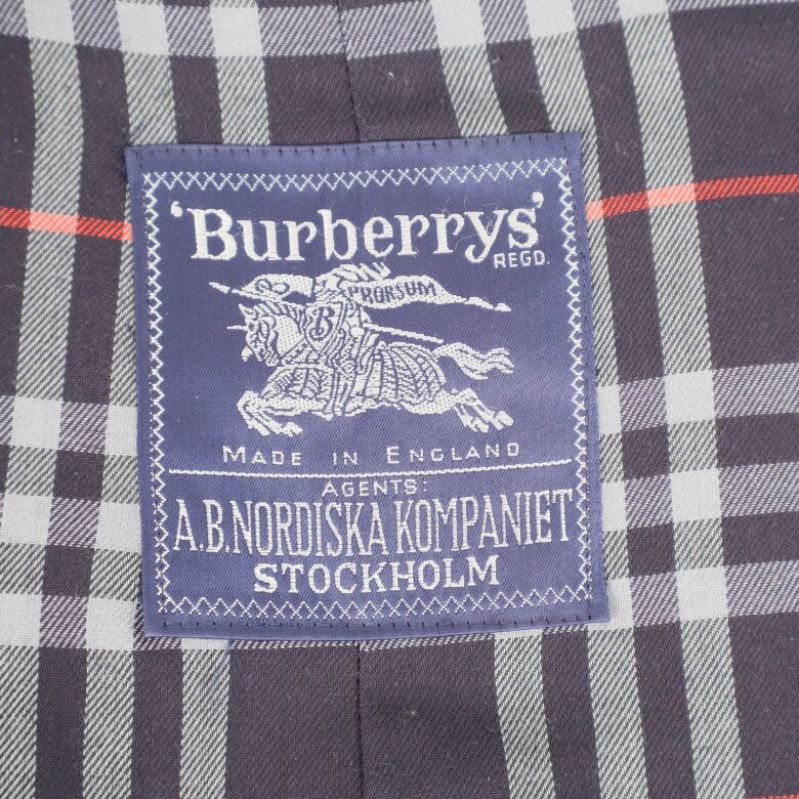 'Burberrys'
REGD.
PRORSUM
B
MADE IN ENGLAND
AGENTS:
A.B.NORDISKA KOMPANIET
STOCKHOLM